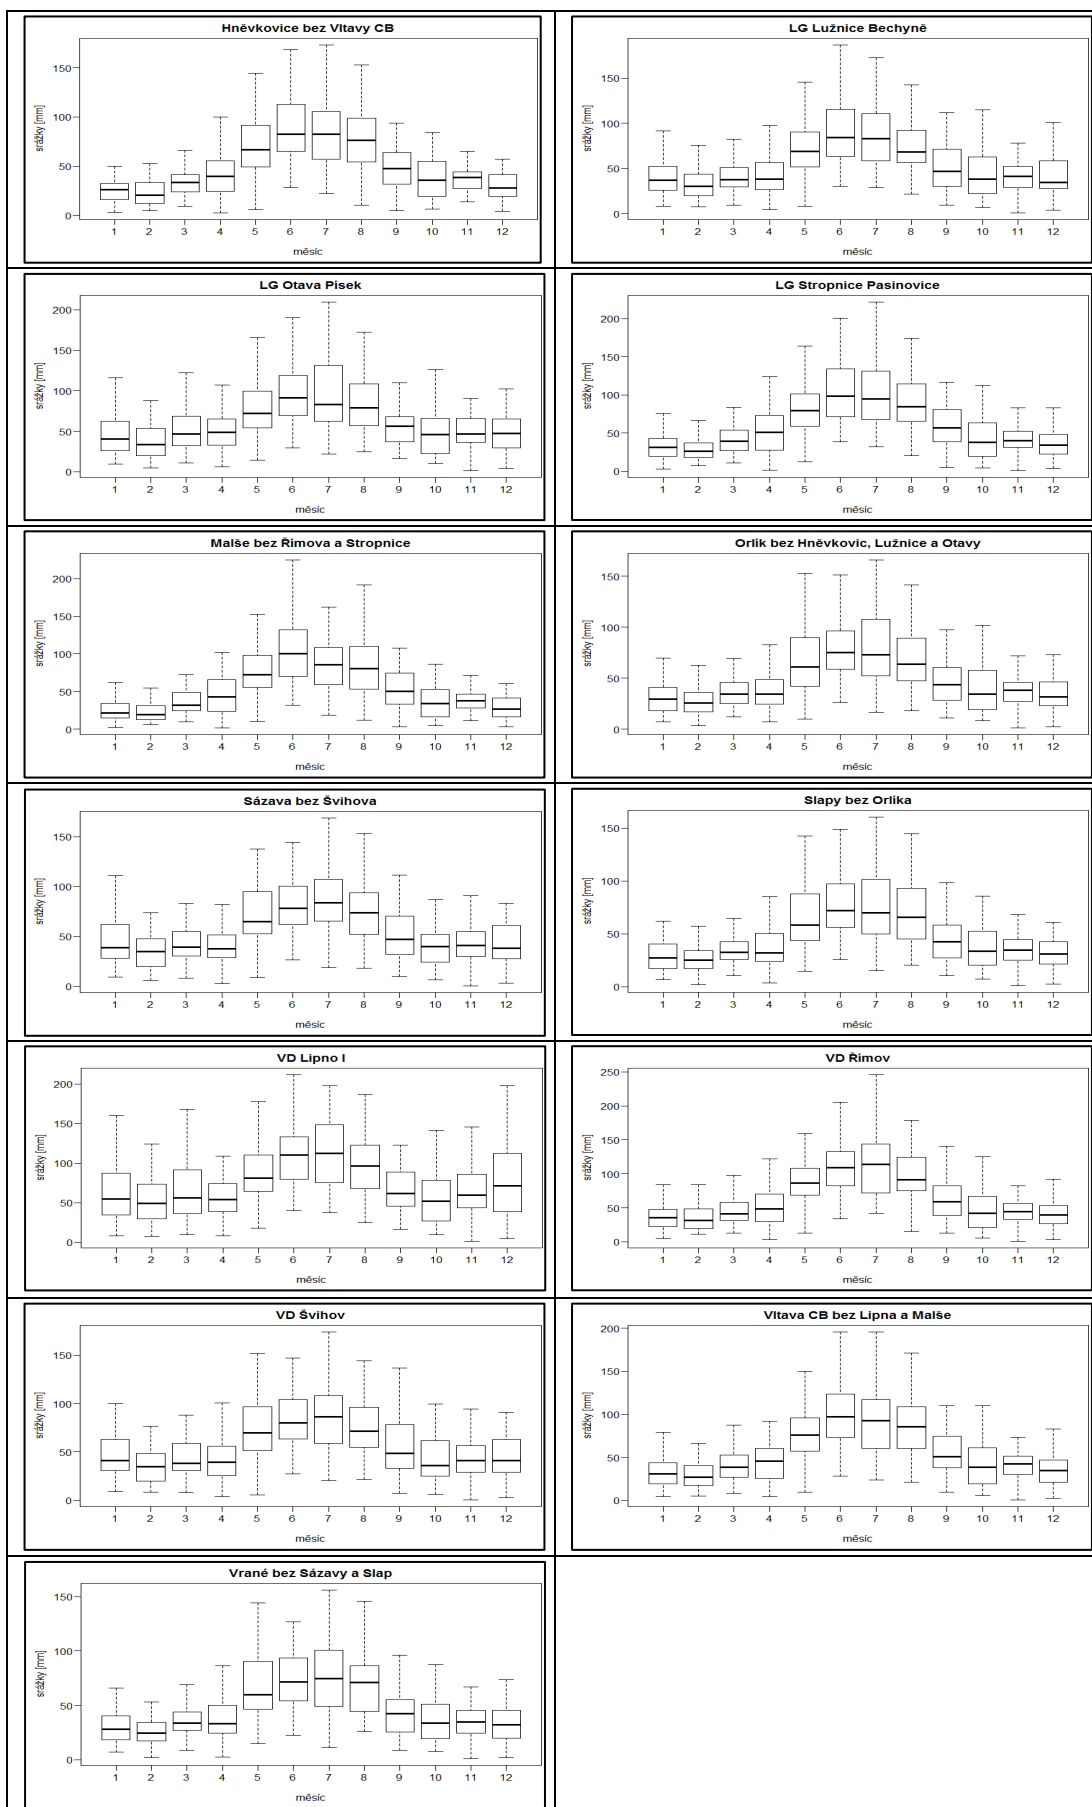 Hněvkovice bez Vltavy CB
srážky [mm]
150
100
50
0
1 2 3 4 5 6 7 8 9 10 11 12
měsíc
LG Lužnice Bechyně
srážky [mm]
150
100
50
0
1 2 3 4 5 6 7 8 9 10 11 12
měsíc
LG Otava Písek
srážky [mm]
200
150
100
50
0
1 2 3 4 5 6 7 8 9 10 11 12
měsíc
LG Stropnice Pasinovice
srážky [mm]
200
150
100
50
0
1 2 3 4 5 6 7 8 9 10 11 12
měsíc
Malše bez Římova a Stropnice
srážky [mm]
200
150
100
50
0
1 2 3 4 5 6 7 8 9 10 11 12
měsíc
Orlík bez Hněvkovic, Lužnice a Otavy
srážky [mm]
150
100
50
0
1 2 3 4 5 6 7 8 9 10 11 12
měsíc
Sázava bez Švihova
srážky [mm]
150
100
50
0
1 2 3 4 5 6 7 8 9 10 11 12
měsíc
Slapy bez Orlíka
srážky [mm]
150
100
50
0
1 2 3 4 5 6 7 8 9 10 11 12
měsíc
VD Lipno I
srážky [mm]
200
150
100
50
0
1 2 3 4 5 6 7 8 9 10 11 12
měsíc
VD Římov
srážky [mm]
250
200
150
100
50
0
1 2 3 4 5 6 7 8 9 10 11 12
měsíc
VD Švihov
srážky [mm]
150
100
50
0
1 2 3 4 5 6 7 8 9 10 11 12
měsíc
Vltava CB bez Lipna a Malše
srážky [mm]
200
150
100
50
0
1 2 3 4 5 6 7 8 9 10 11 12
měsíc
Vrané bez Sázavy a Slap
srážky [mm]
150
100
50
0
1 2 3 4 5 6 7 8 9 10 11 12
měsíc